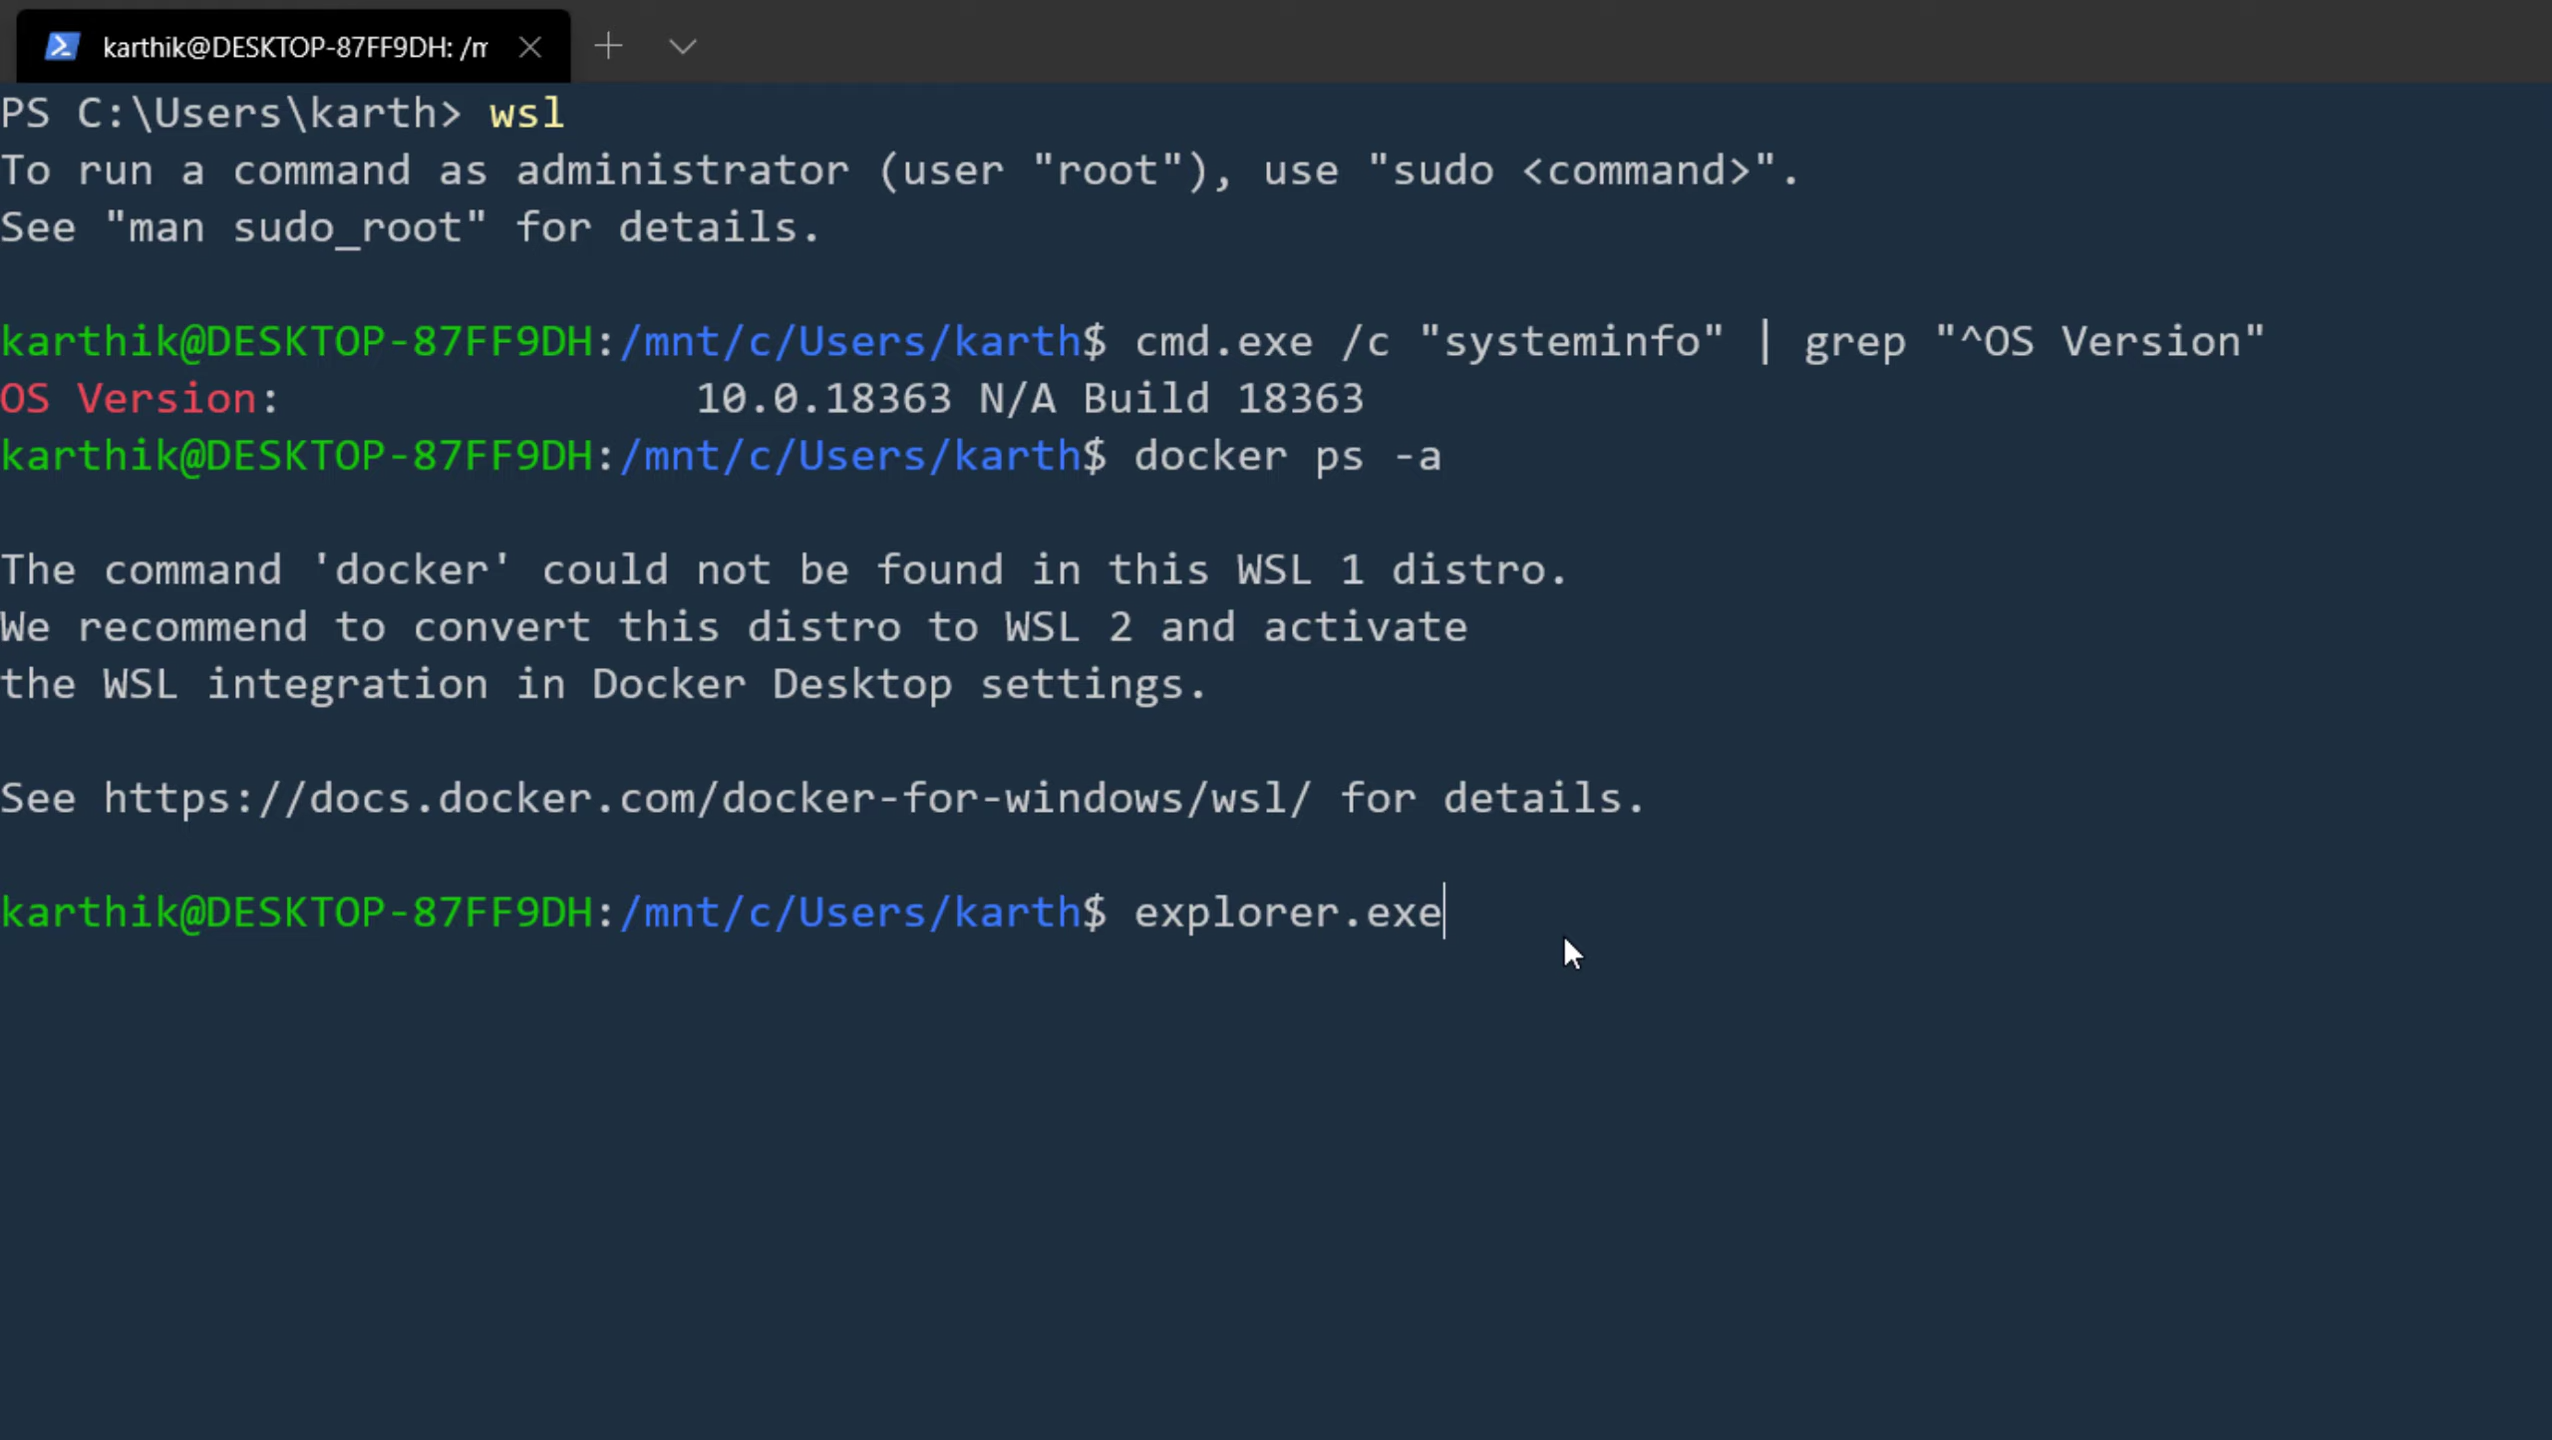 karthik@DESKTOP-87FF9DH: /m
PS C:\Users\karth> wsl
To run a command as administrator (user "root"), use "sudo <command>".
See "man sudo_root" for details.
karthik@DESKTOP-87FF9DH:/mnt/c/Users/karth$ cmd.exe /c "systeminfo" | grep "^OS Version"
OS Version:                10.0.18363 N/A Build 18363
karthik@DESKTOP-87FF9DH:/mnt/c/Users/karth$ docker ps -a
The command 'docker' could not be found in this WSL 1 distro.
We recommend to convert this distro to WSL 2 and activate
the WSL integration in Docker Desktop settings.
See https://docs.docker.com/docker-for-windows/wsl/ for details.
karthik@DESKTOP-87FF9DH:/mnt/c/Users/karth$ explorer.exe